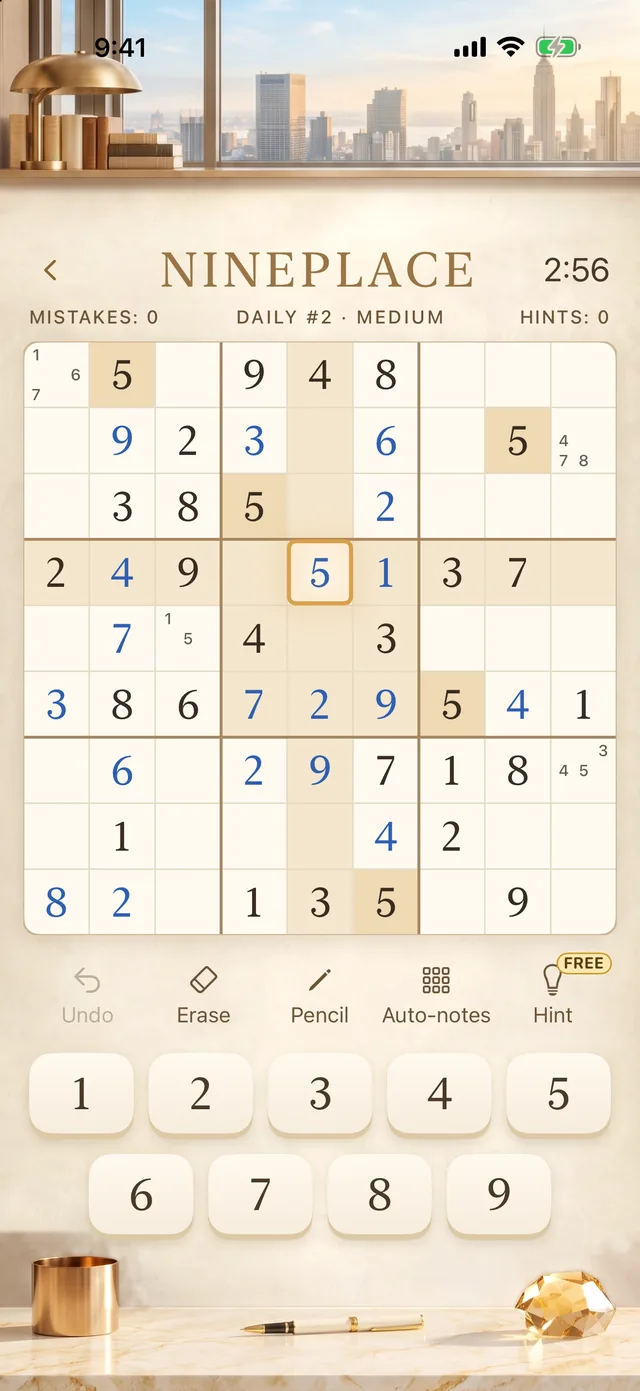 9:41
NINEPLACE 2:56
MISTAKES: 0 DAILY #2 · MEDIUM HINTS: 0
1 6 7 5 9 4 8
9 2 3 6 5 4 7 8
3 8 5 2
2 4 9 5 1 3 7
7 1 5 4 3
3 8 6 7 2 9 5 4 1
6 2 9 7 1 8 3 4 5
1 4 2
8 2 1 3 5 9
FREE
Undo Erase Pencil Auto-notes Hint
1 2 3 4 5
6 7 8 9